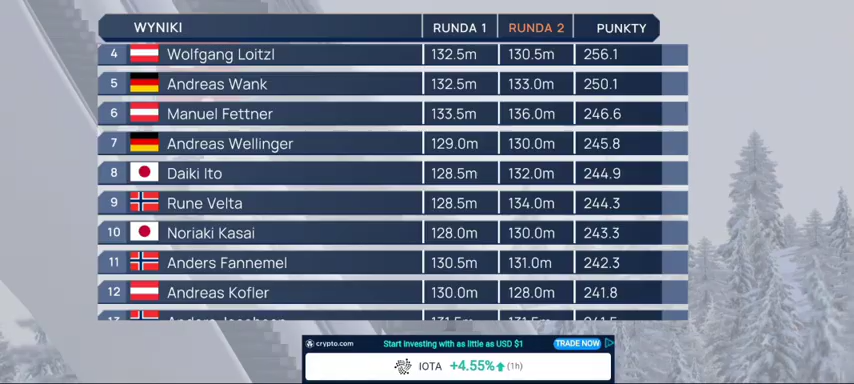 WYNIKI RUNDA 1 RUNDA 2 PUNKTY
4 Wolfgang Loitzl 132.5m 130.5m 256.1
5 Andreas Wank 132.5m 133.0m 250.1
6 Manuel Fettner 133.5m 136.0m 246.6
7 Andreas Wellinger 129.0m 130.0m 245.8
8 Daiki Ito 128.5m 132.0m 244.9
9 Rune Velta 128.5m 134.0m 244.3
10 Noriaki Kasai 128.0m 130.0m 243.3
11 Anders Fannemel 130.5m 131.0m 242.3
12 Andreas Kofler 130.0m 128.0m 241.8
crypto.com Start investing with as little as USD $1 TRADE NOW
IOTA +4.55% (1h)